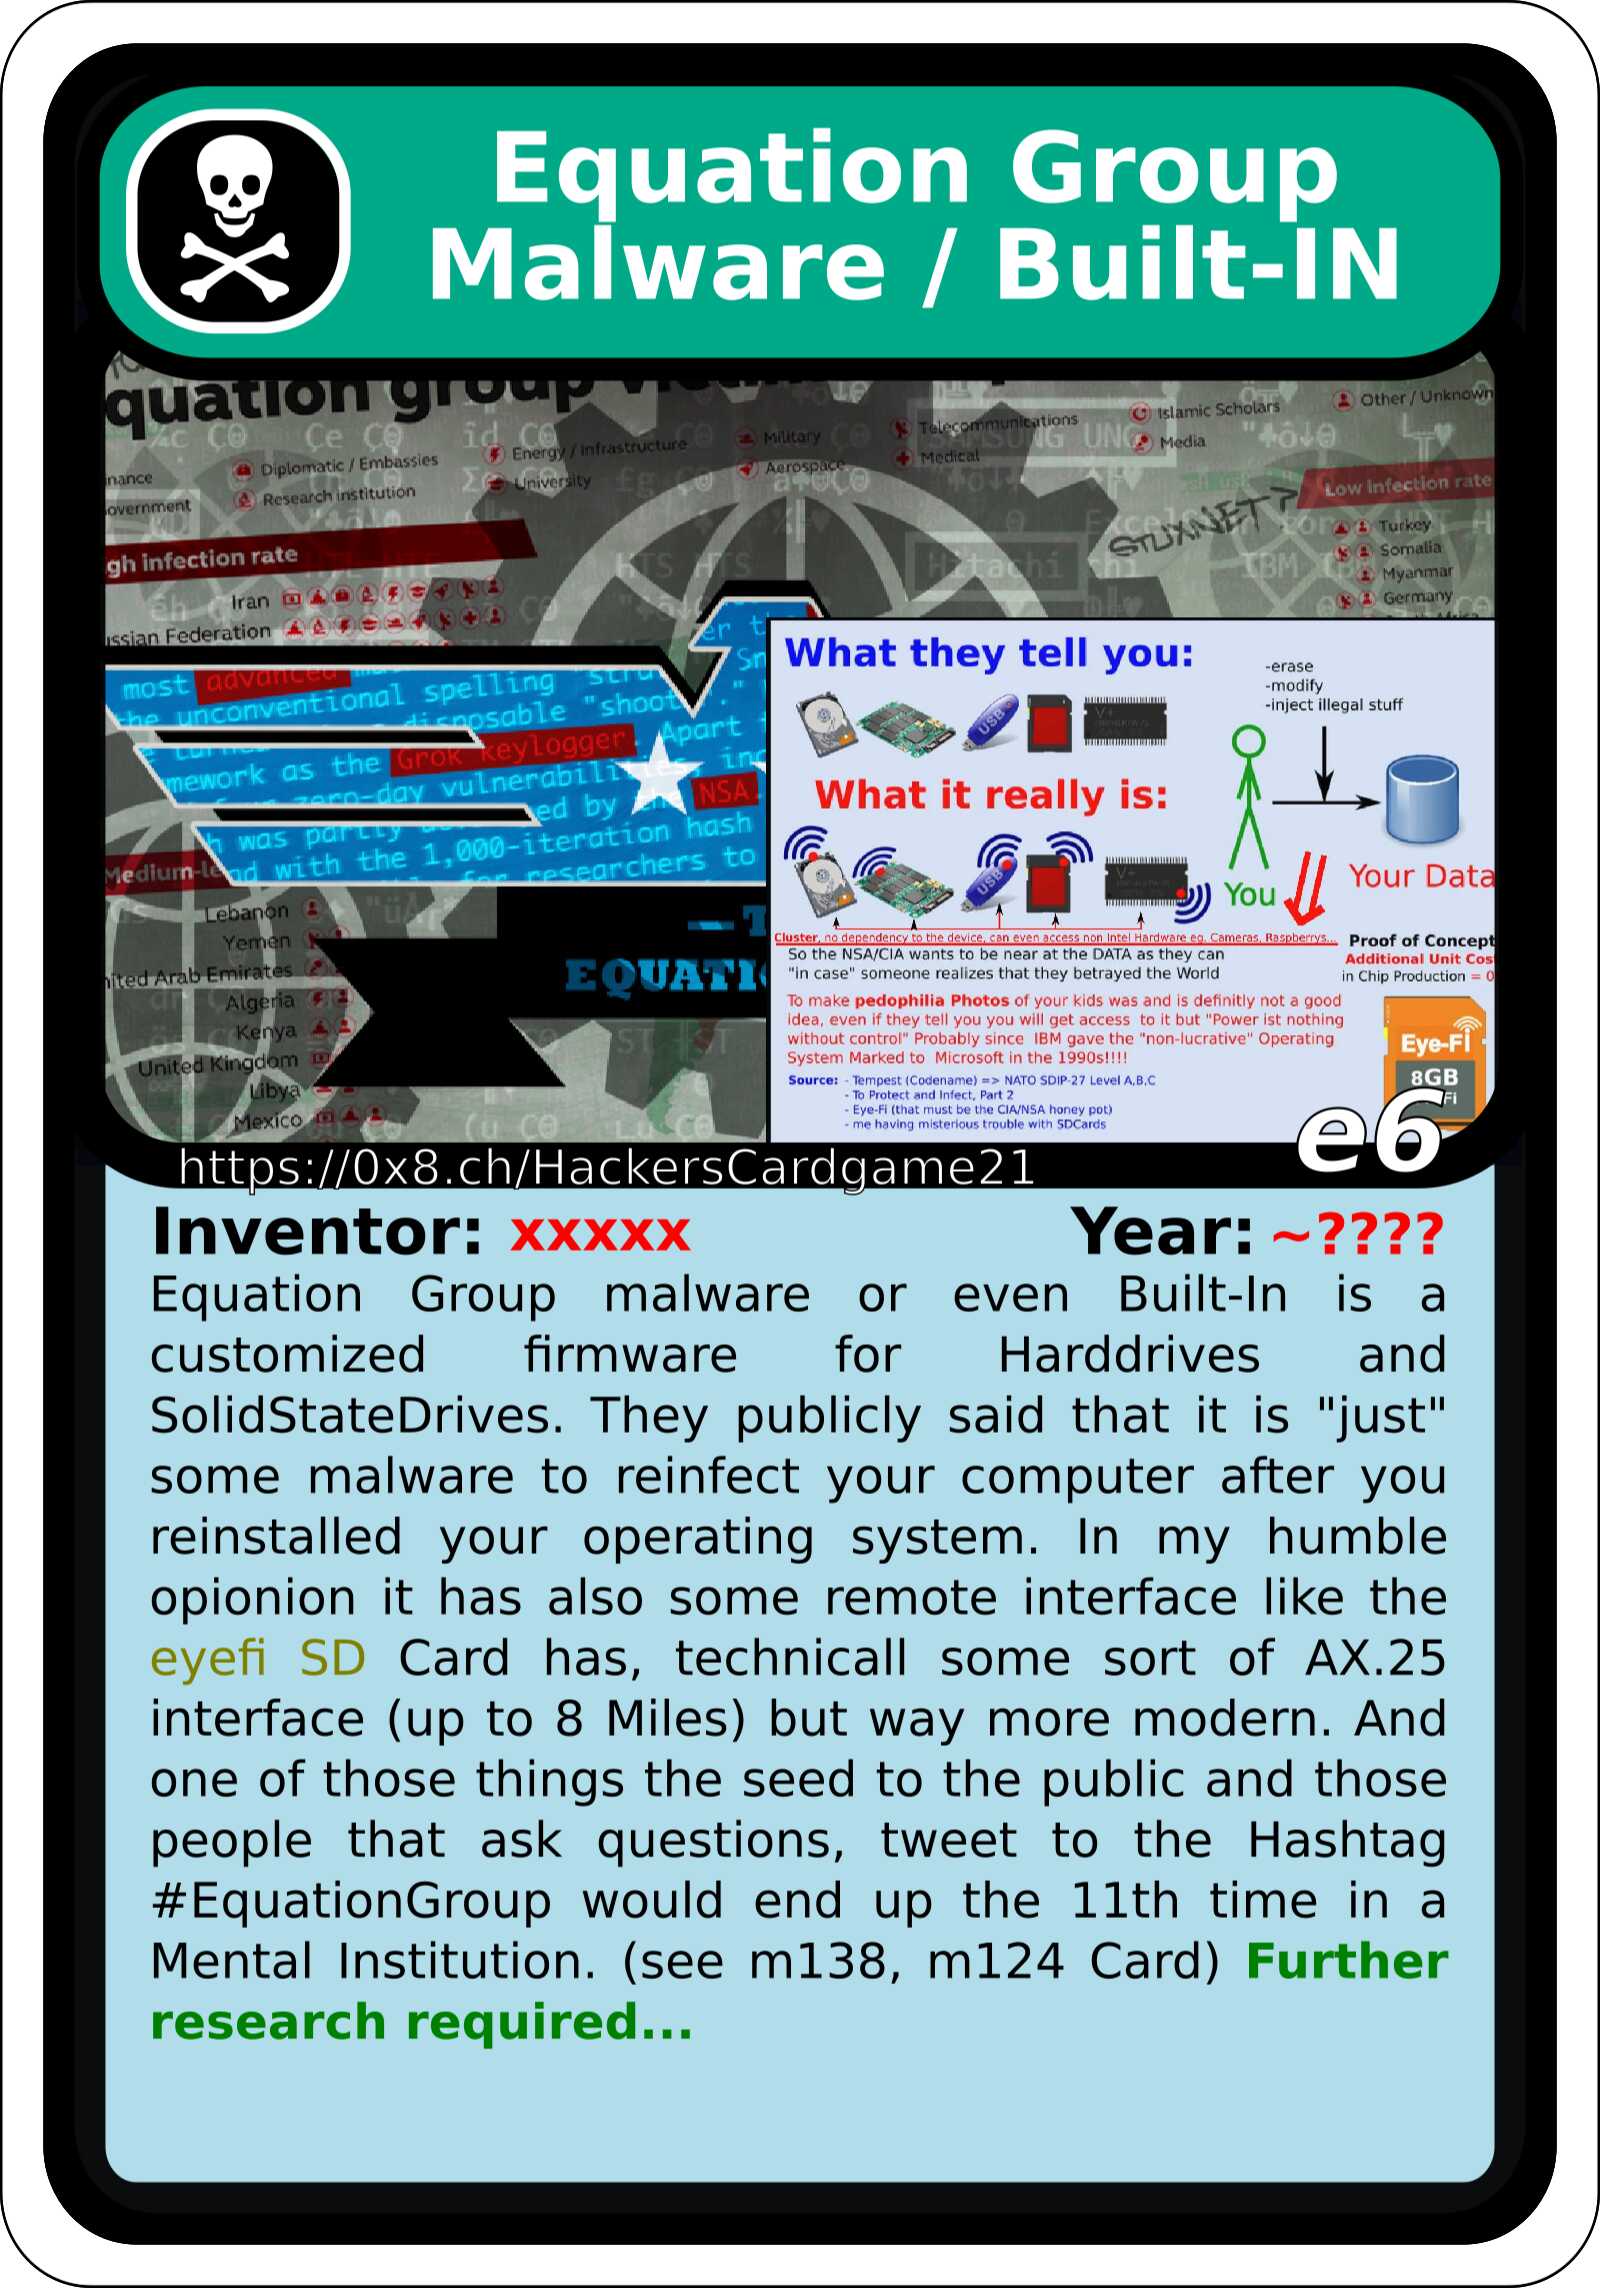 Equation Group
Malware / Built-IN
quation group
Diplomatic / Embassies
Energy / Infrastructure
Military
Telecommunications
Islamic Scholars
Other / Unknown
nance
Research institution
University
Aerospace
Medical
Media
overnment
Low infection rate
STUXNET?
gh infection rate
Turkey
Somalia
Myanmar
Germany
Iran
ussian Federation
Hitachi
most advanced
the unconventional spelling
disposable "shoot
mework as the Grok keylogger. Apart
zero-day
NSA.
h was partly
ed by
nd with the 1,000-iteration hash
for researchers to
Medium-le
Lebanon
Yemen
nited Arab Emirates
Algeria
Kenya
United Kingdom
Libya
Mexico
EQUATI
What they tell you:
-erase
-modify
-inject illegal stuff
USB
What it really is:
USB
You
Your Data
Cluster, no dependency to the device, can even access non Intel Hardware eg. Cameras, Raspberrys...
So the NSA/CIA wants to be near at the DATA as they can
"in case" someone realizes that they betrayed the World
Proof of Concept
Additional Unit Cos
in Chip Production = 0
To make pedophilia Photos of your kids was and is definitly not a good
idea, even if they tell you you will get access to it but "Power ist nothing
without control" Probably since IBM gave the "non-lucrative" Operating
System Marked to Microsoft in the 1990s!!!!
Source: - Tempest (Codename) => NATO SDIP-27 Level A,B,C
- To Protect and Infect, Part 2
- Eye-Fi (that must be the CIA/NSA honey pot)
- me having misterious trouble with SDCards
Eye-Fi
8GB
Fi
e6
https://0x8.ch/HackersCardgame21
Inventor: xxxxx Year: ~????
Equation Group malware or even Built-In is a
customized firmware for Harddrives and
SolidStateDrives. They publicly said that it is "just"
some malware to reinfect your computer after you
reinstalled your operating system. In my humble
opionion it has also some remote interface like the
eyefi SD Card has, technicall some sort of AX.25
interface (up to 8 Miles) but way more modern. And
one of those things the seed to the public and those
people that ask questions, tweet to the Hashtag
#EquationGroup would end up the 11th time in a
Mental Institution. (see m138, m124 Card) Further
research required...